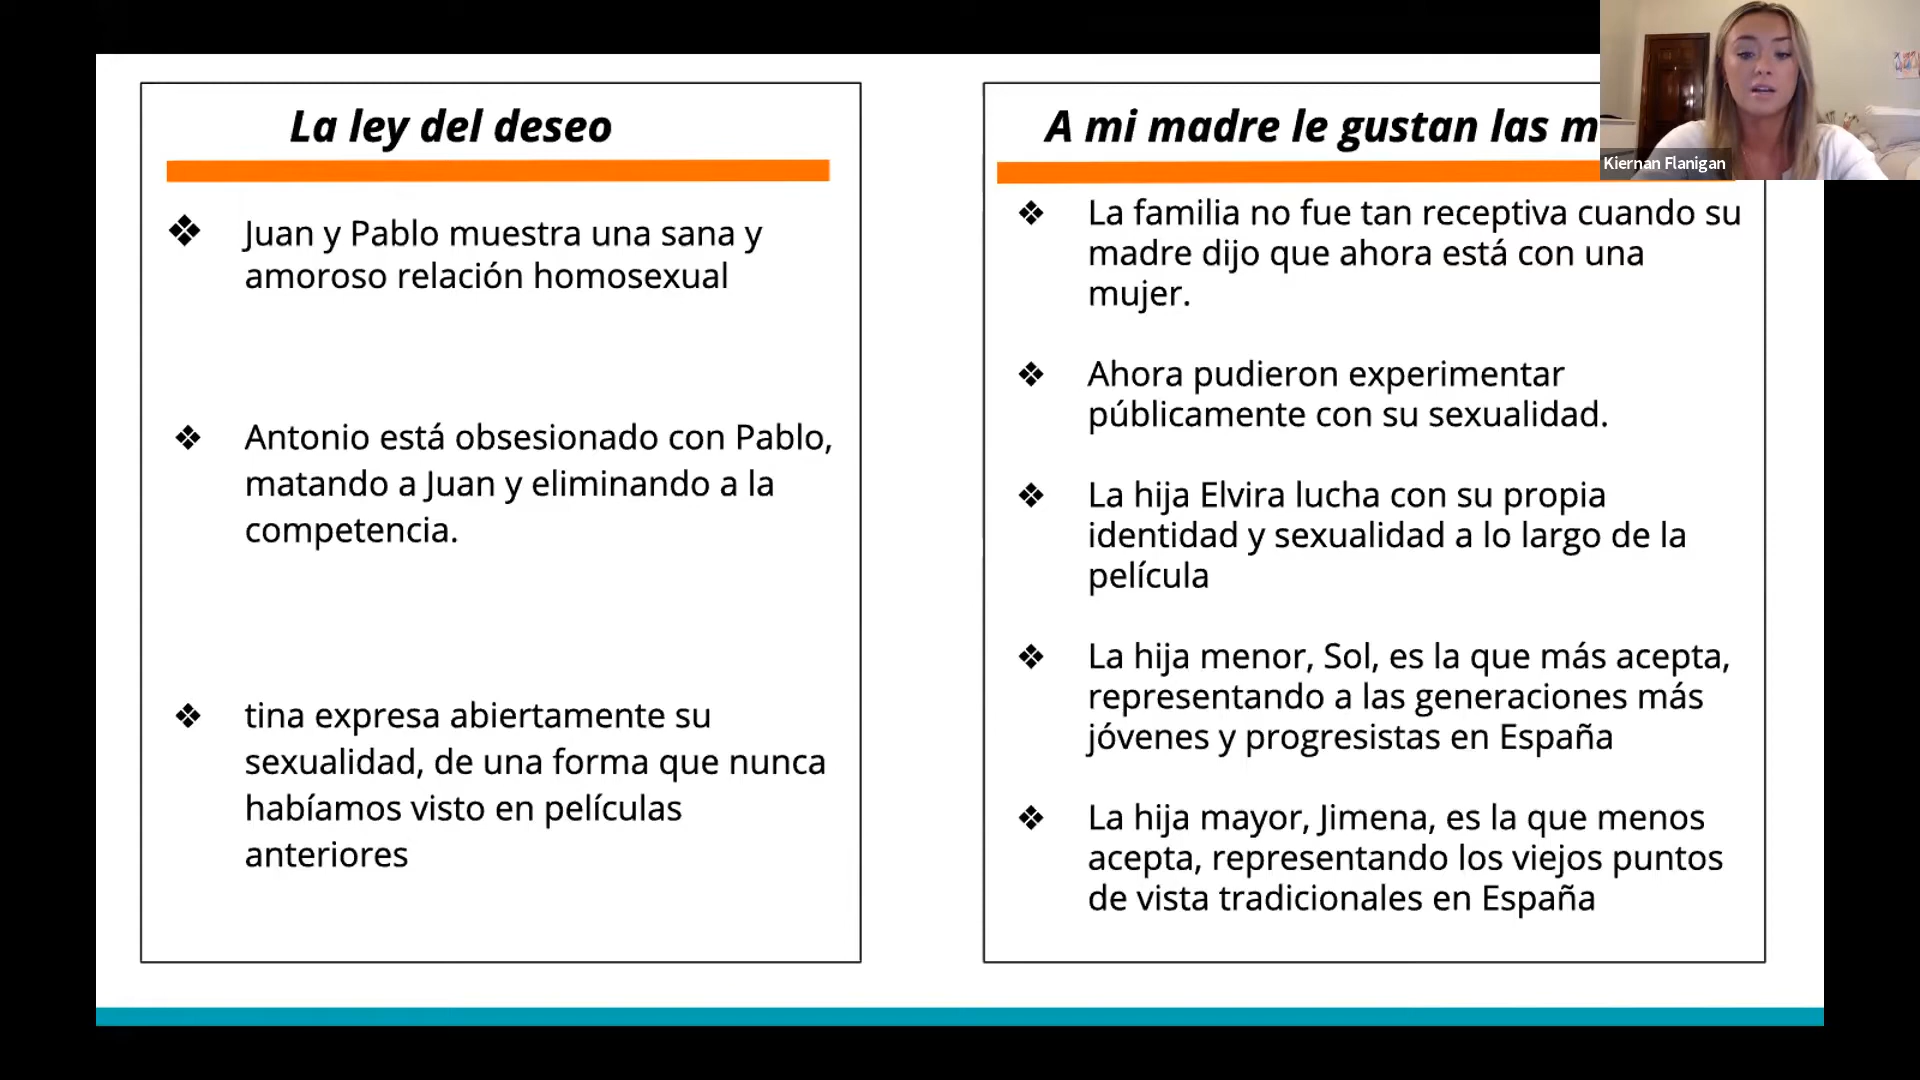 La ley del deseo
Juan y Pablo muestra una sana y
amoroso relación homosexual
Antonio está obsesionado con Pablo,
matando a Juan y eliminando a la
competencia.
tina expresa abiertamente su
sexualidad, de una forma que nunca
habíamos visto en películas
anteriores
A mi madre le gustan las m
La familia no fue tan receptiva cuando su
madre dijo que ahora está con una
mujer.
Ahora pudieron experimentar
públicamente con su sexualidad.
La hija Elvira lucha con su propia
identidad y sexualidad a lo largo de la
película
La hija menor, Sol, es la que más acepta,
representando a las generaciones más
jóvenes y progresistas en España
La hija mayor, Jimena, es la que menos
acepta, representando los viejos puntos
de vista tradicionales en España
Kiernan Flanigan